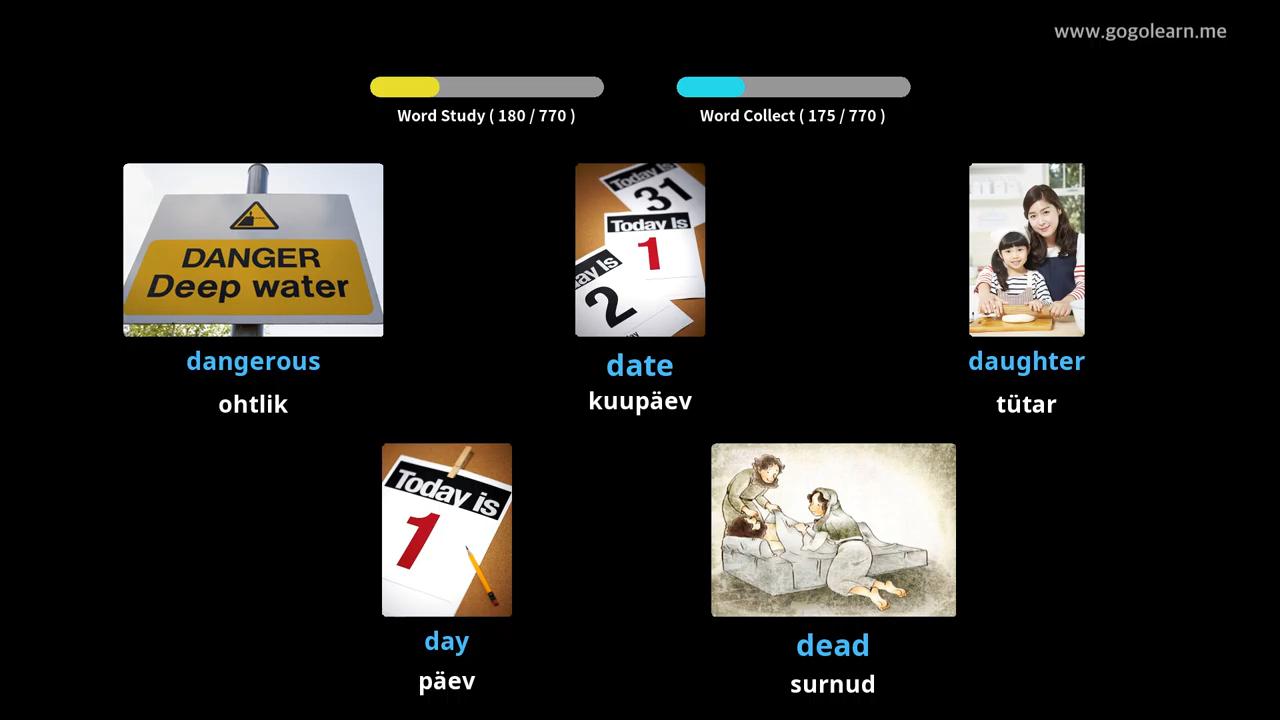 www.gogolearn.me
Word Study ( 180 / 770 )
Word Collect ( 175 / 770 )
DANGER
Deep water
Today is
31
Today Is
1
day Is
2
dangerous
date
daughter
ohtlik
kuupäev
tütar
Today is
1
day
dead
päev
surnud